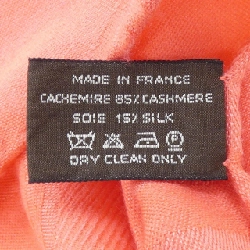 MADE IN FRANCE
CACHEMIRE 85% CASHMERE
SOIE 15% SILK
DRY CLEAN ONLY